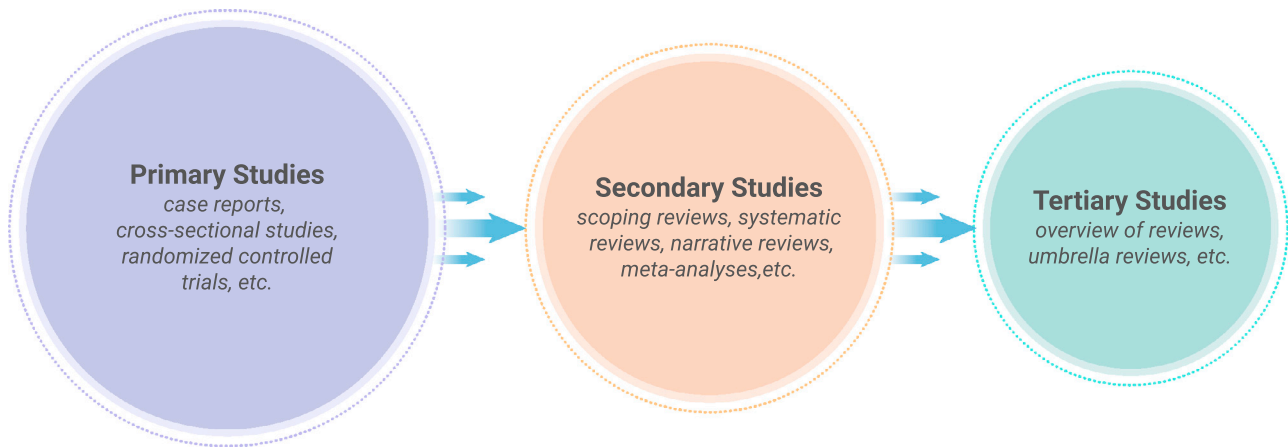 Primary Studies
case reports,
cross-sectional studies,
randomized controlled
trials, etc.
Secondary Studies
scoping reviews, systematic
reviews, narrative reviews,
meta-analyses,etc.
Tertiary Studies
overview of reviews,
umbrella reviews, etc.